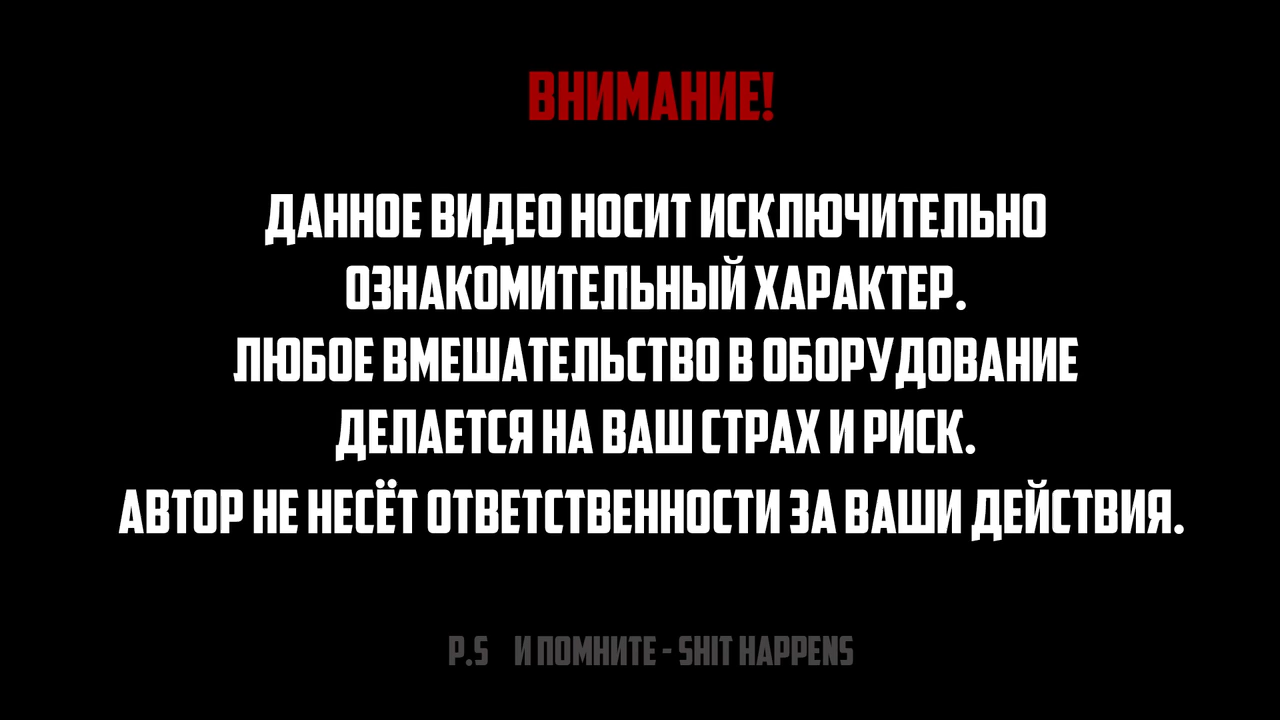 ВНИМАНИЕ!
ДАННОЕ ВИДЕО НОСИТ ИСКЛЮЧИТЕЛЬНО
ОЗНАКОМИТЕЛЬНЫЙ ХАРАКТЕР.
ЛЮБОЕ ВМЕШАТЕЛЬСТВО В ОБОРУДОВАНИЕ
ДЕЛАЕТСЯ НА ВАШ СТРАХ И РИСК.
АВТОР НЕ НЕСЁТ ОТВЕТСТВЕННОСТИ ЗА ВАШИ ДЕЙСТВИЯ.
P.S И ПОМНИТЕ - SHIT HAPPENS